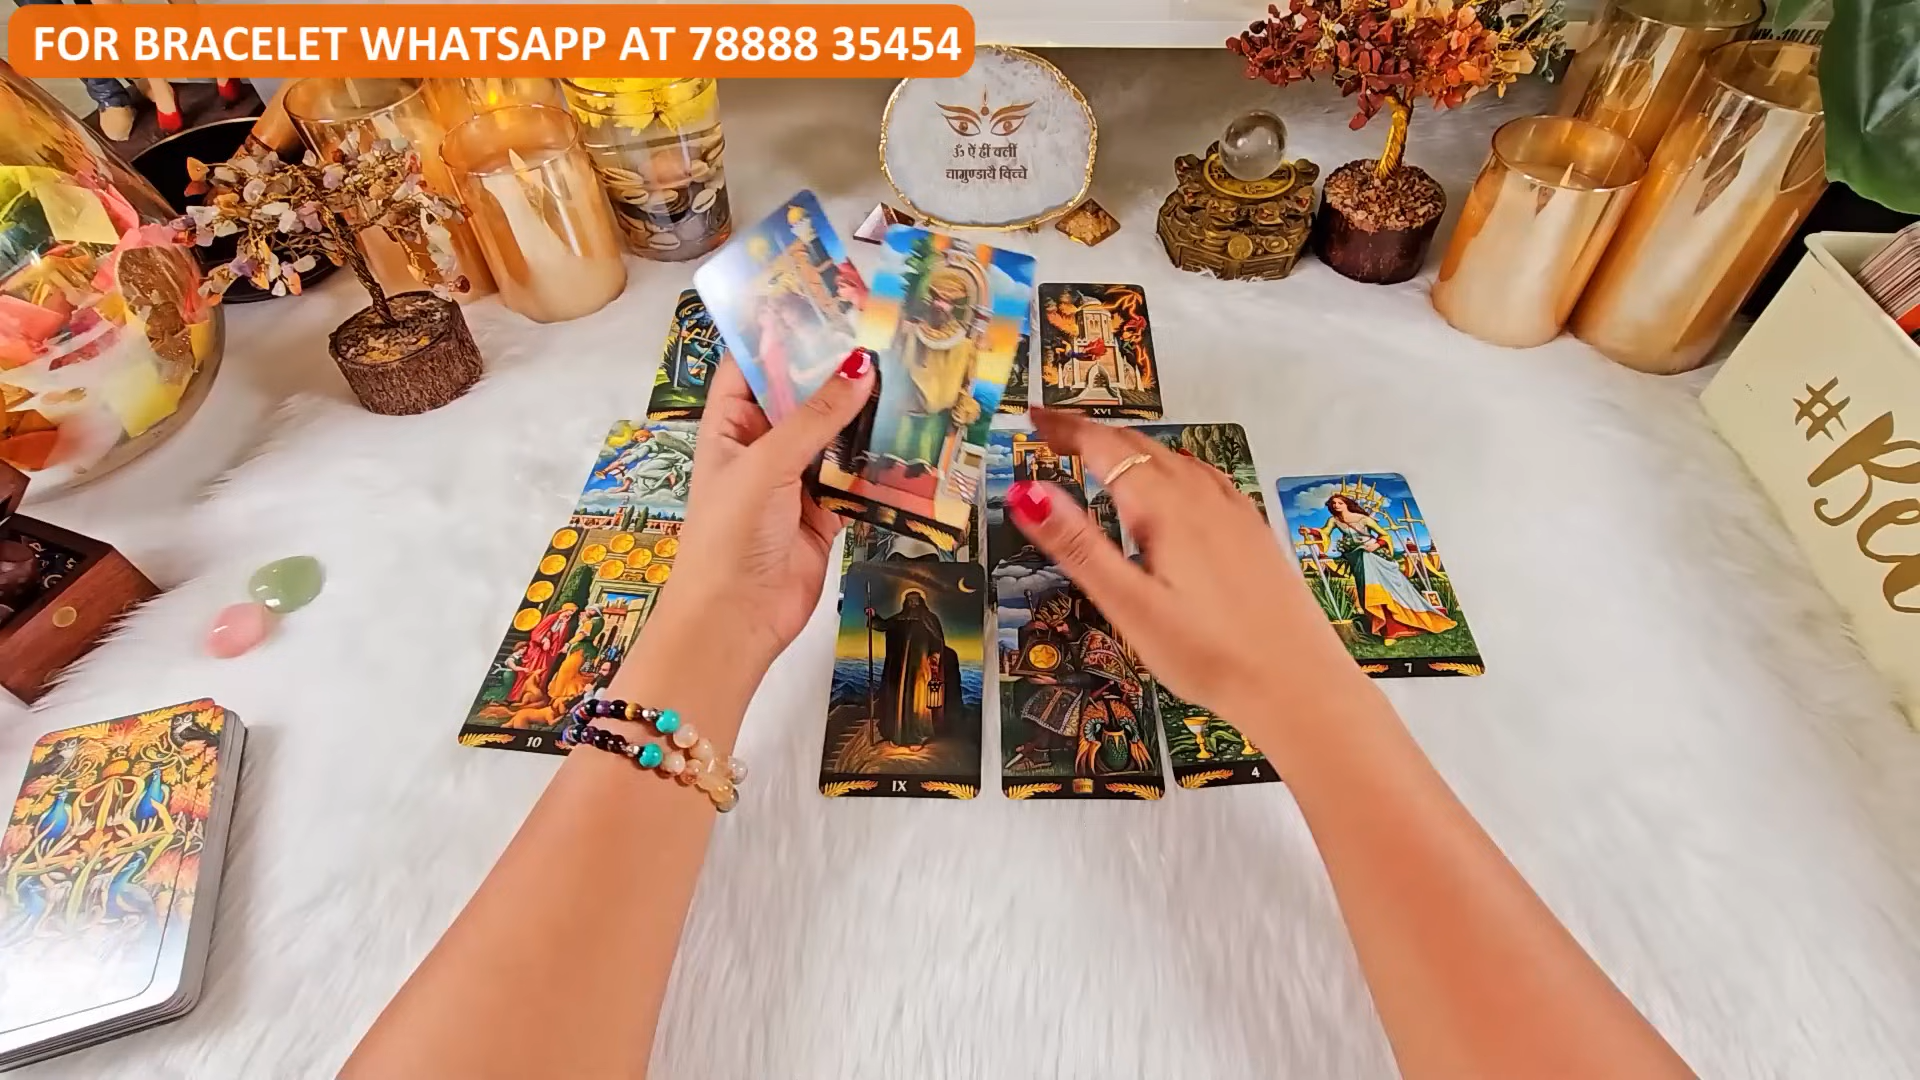 FOR BRACELET WHATSAPP AT 78888 35454
ॐ ऐं ह्रीं क्लीं
चामुण्डायै विच्चे
XVI
7
10
IX
4